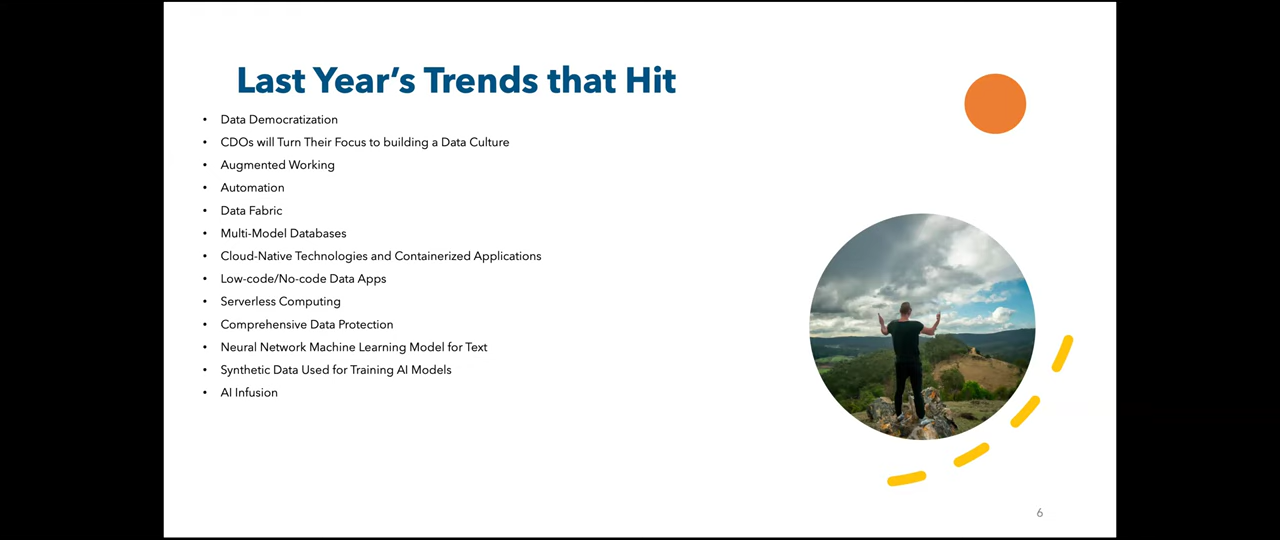 Last Year’s Trends that Hit
• Data Democratization
• CDOs will Turn Their Focus to building a Data Culture
• Augmented Working
• Automation
• Data Fabric
• Multi-Model Databases
• Cloud-Native Technologies and Containerized Applications
• Low-code/No-code Data Apps
• Serverless Computing
• Comprehensive Data Protection
• Neural Network Machine Learning Model for Text
• Synthetic Data Used for Training AI Models
• AI Infusion
6